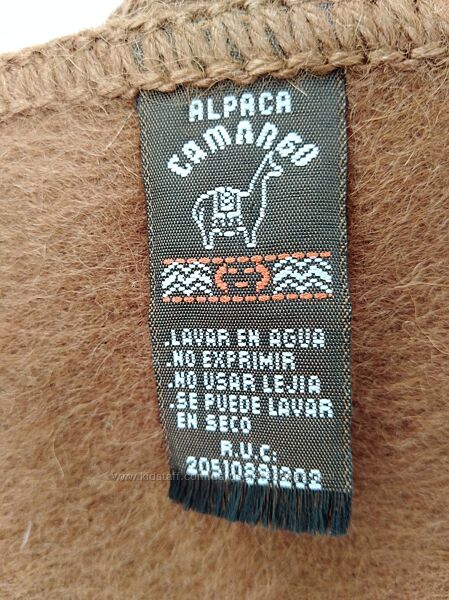 ALPACA
CAMANGO
.LAVAR EN AGUA
.NO EXPRIMIR
.NO USAR LEJIA
.SE PUEDE LAVAR
EN SECO
R.U.C:
20510891202